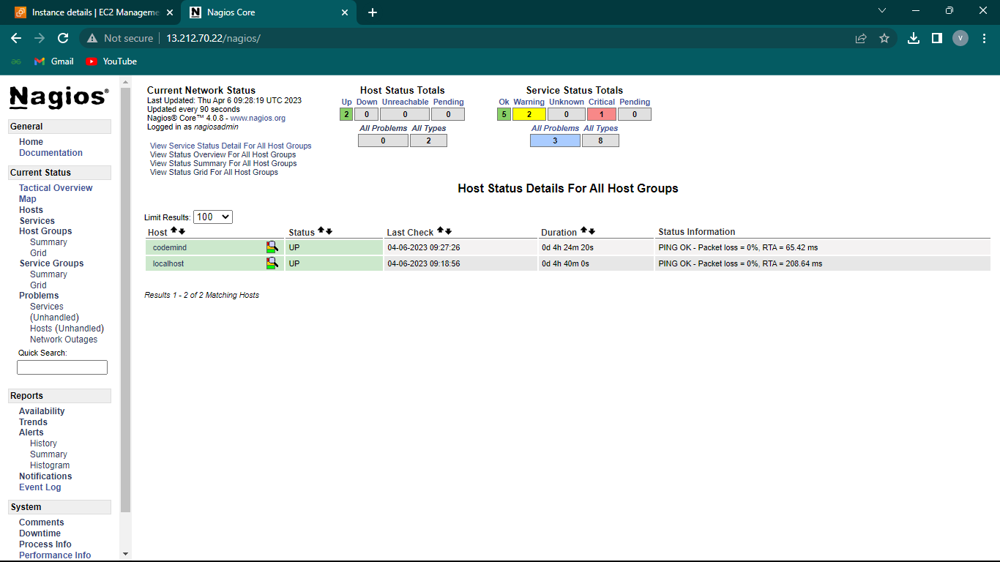 Instance details | EC2 Manageme
Nagios Core
Not secure
13.212.70.22/nagios/
V
Gmail
YouTube
Nagios®
General
Home
Documentation
Current Status
Tactical Overview
Map
Hosts
Services
Host Groups
Summary
Grid
Service Groups
Summary
Grid
Problems
Services
(Unhandled)
Hosts (Unhandled)
Network Outages
Quick Search:
Reports
Availability
Trends
Alerts
History
Summary
Histogram
Notifications
Event Log
System
Comments
Downtime
Process Info
Performance Info
Current Network Status
Last Updated: Thu Apr 6 09:28:19 UTC 2023
Updated every 90 seconds
Nagios® Core™ 4.0.8 - www.nagios.org
Logged in as nagiosadmin
View Service Status Detail For All Host Groups
View Status Overview For All Host Groups
View Status Summary For All Host Groups
View Status Grid For All Host Groups
Host Status Totals
Up Down Unreachable Pending
2 0 0 0
All Problems All Types
0 2
Service Status Totals
Ok Warning Unknown Critical Pending
5 2 0 1 0
All Problems All Types
3 8
Host Status Details For All Host Groups
Limit Results: 100
Host Status Last Check Duration Status Information
codemind UP 04-06-2023 09:27:26 0d 4h 24m 20s PING OK - Packet loss = 0%, RTA = 65.42 ms
localhost UP 04-06-2023 09:18:56 0d 4h 40m 0s PING OK - Packet loss = 0%, RTA = 208.64 ms
Results 1 - 2 of 2 Matching Hosts